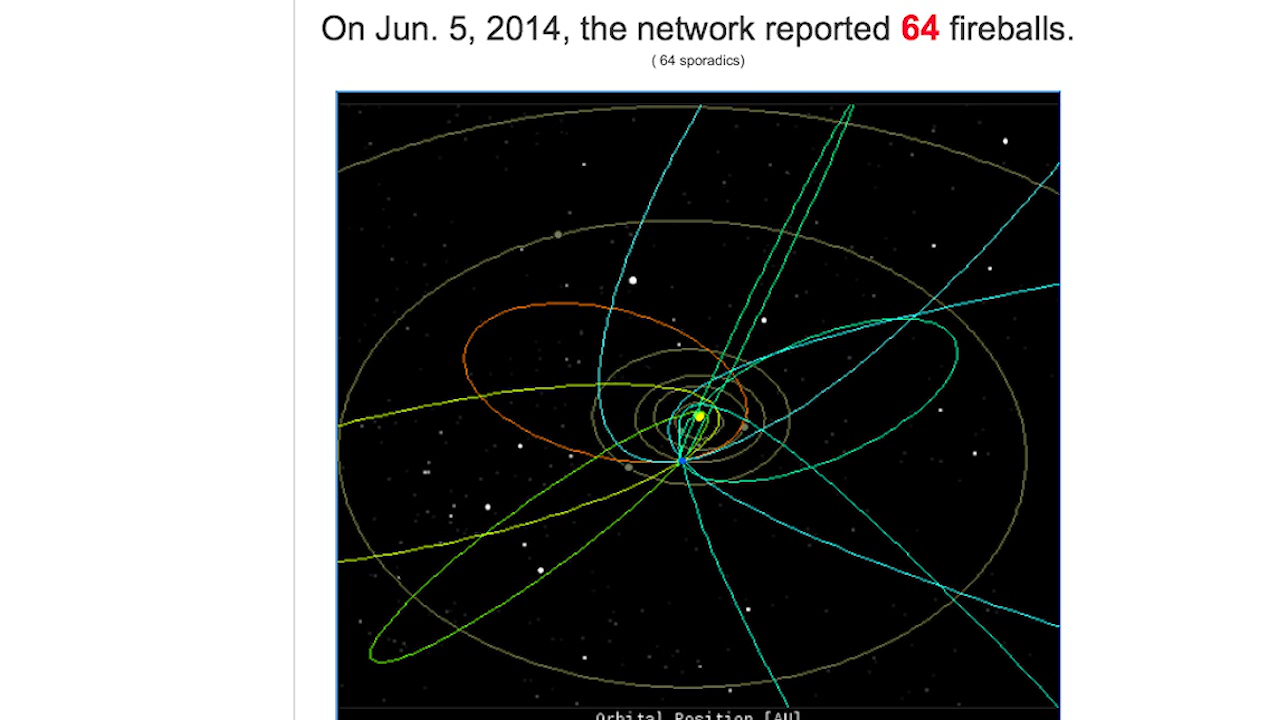 On Jun. 5, 2014, the network reported 64 fireballs.
( 64 sporadics)
Orbital Position [AU]